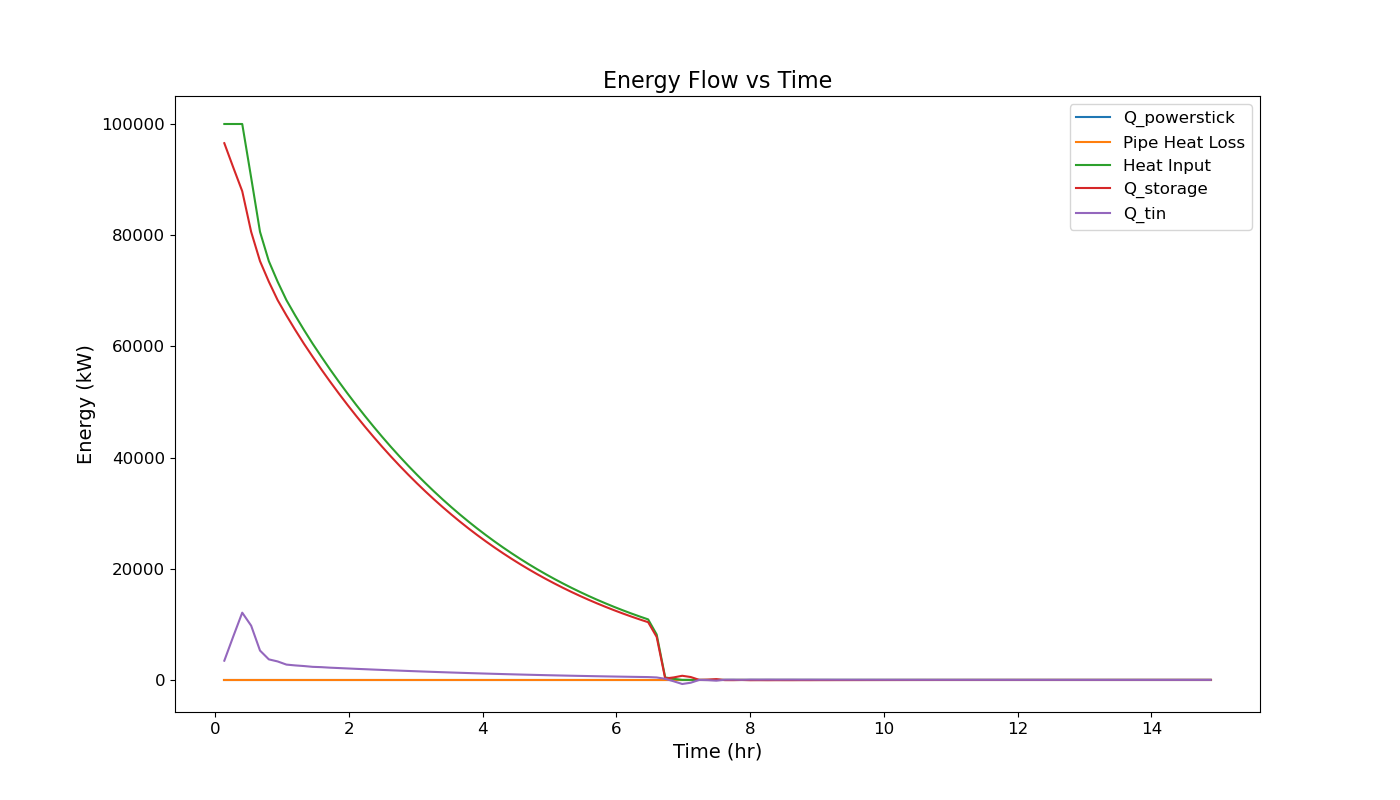 Energy Flow vs Time
Energy (kW)
100000
80000
60000
40000
20000
0
0 2 4 6 8 10 12 14
Time (hr)
Q_powerstick
Pipe Heat Loss
Heat Input
Q_storage
Q_tin